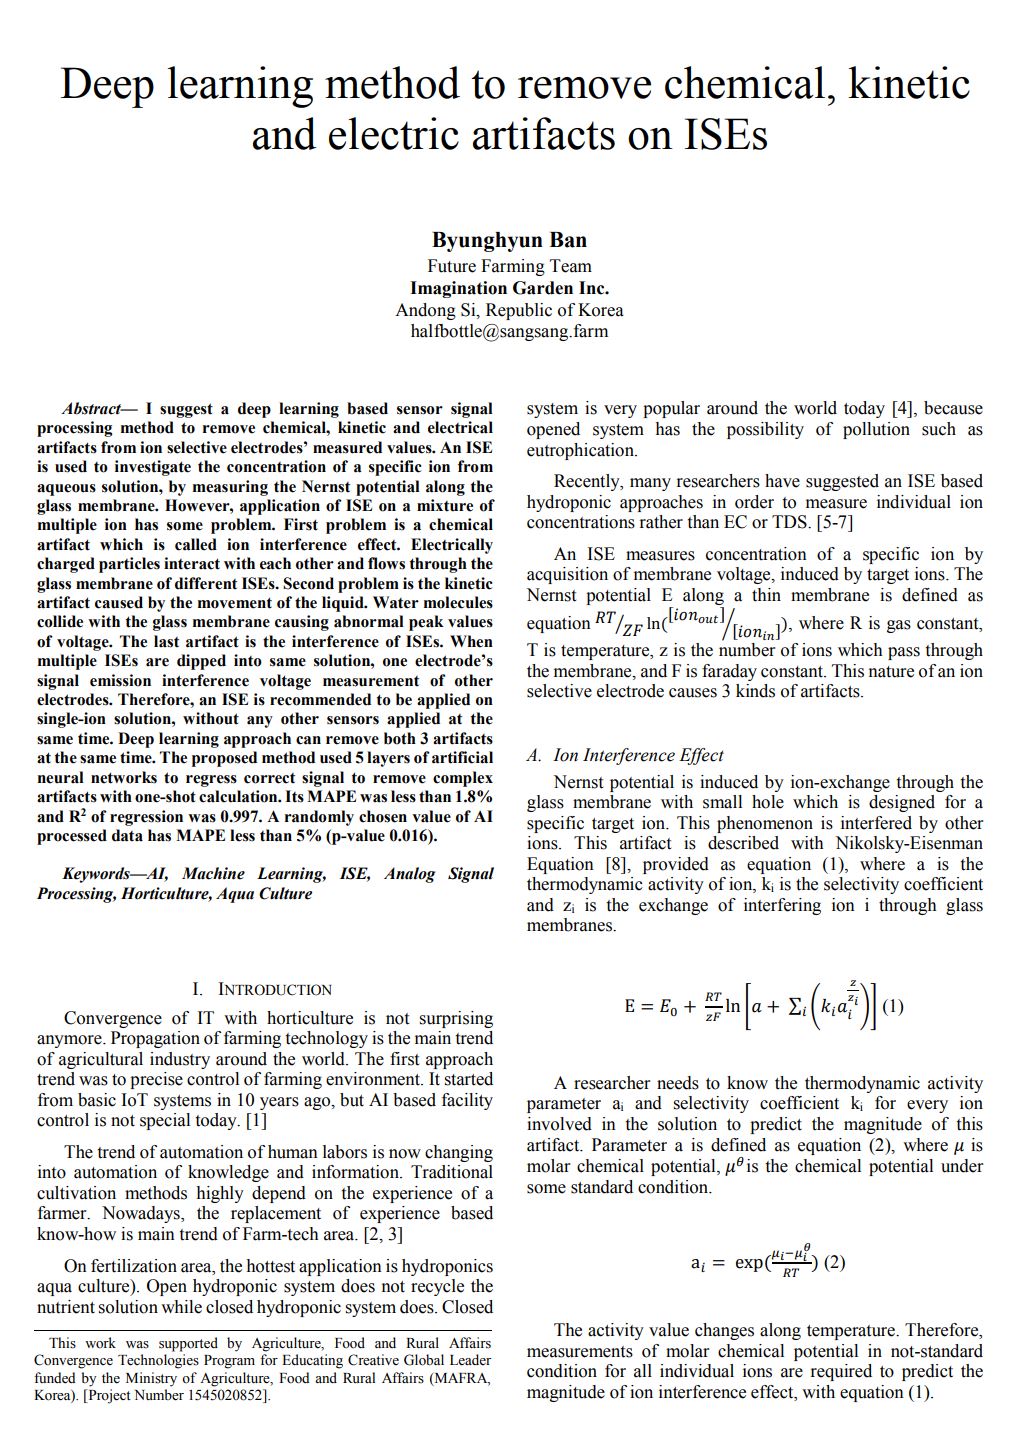 Deep learning method to remove chemical, kinetic
and electric artifacts on ISEs
Byunghyun Ban
Future Farming Team
Imagination Garden Inc.
Andong Si, Republic of Korea
halfbottle@sangsang.farm
Abstract— I suggest a deep learning based sensor signal
processing method to remove chemical, kinetic and electrical
artifacts from ion selective electrodes' measured values. An ISE
is used to investigate the concentration of a specific ion from
aqueous solution, by measuring the Nernst potential along the
glass membrane. However, application of ISE on a mixture of
multiple ion has some problem. First problem is a chemical
artifact which is called ion interference effect. Electrically
charged particles interact with each other and flows through the
glass membrane of different ISEs. Second problem is the kinetic
artifact caused by the movement of the liquid. Water molecules
collide with the glass membrane causing abnormal peak values
of voltage. The last artifact is the interference of ISEs. When
multiple ISEs are dipped into same solution, one electrode's
signal emission interference voltage measurement of other
electrodes. Therefore, an ISE is recommended to be applied on
single-ion solution, without any other sensors applied at the
same time. Deep learning approach can remove both 3 artifacts
at the same time. The proposed method used 5 layers of artificial
neural networks to regress correct signal to remove complex
artifacts with one-shot calculation. Its MAPE was less than 1.8%
and R² of regression was 0.997. A randomly chosen value of AI
processed data has MAPE less than 5% (p-value 0.016).
Keywords—AI, Machine Learning, ISE, Analog Signal
Processing, Horticulture, Aqua Culture
I. INTRODUCTION
Convergence of IT with horticulture is not surprising
anymore. Propagation of farming technology is the main trend
of agricultural industry around the world. The first approach
trend was to precise control of farming environment. It started
from basic IoT systems in 10 years ago, but AI based facility
control is not special today. [1]
The trend of automation of human labors is now changing
into automation of knowledge and information. Traditional
cultivation methods highly depend on the experience of a
farmer. Nowadays, the replacement of experience based
know-how is main trend of Farm-tech area. [2, 3]
On fertilization area, the hottest application is hydroponics
aqua culture). Open hydroponic system does not recycle the
nutrient solution while closed hydroponic system does. Closed
This work was supported by Agriculture, Food and Rural Affairs
Convergence Technologies Program for Educating Creative Global Leader
funded by the Ministry of Agriculture, Food and Rural Affairs (MAFRA,
Korea). [Project Number 1545020852].
system is very popular around the world today [4], because
opened system has the possibility of pollution such as
eutrophication.
Recently, many researchers have suggested an ISE based
hydroponic approaches in order to measure individual ion
concentrations rather than EC or TDS. [5-7]
An ISE measures concentration of a specific ion by
acquisition of membrane voltage, induced by target ions. The
Nernst potential E along a thin membrane is defined as
equation RT/ZF ln([ion_out]/[ion_in]), where R is gas constant,
T is temperature, z is the number of ions which pass through
the membrane, and F is faraday constant. This nature of an ion
selective electrode causes 3 kinds of artifacts.
A. Ion Interference Effect
Nernst potential is induced by ion-exchange through the
glass membrane with small hole which is designed for a
specific target ion. This phenomenon is interfered by other
ions. This artifact is described with Nikolsky-Eisenman
Equation [8], provided as equation (1), where a is the
thermodynamic activity of ion, kᵢ is the selectivity coefficient
and zᵢ is the exchange of interfering ion i through glass
membranes.
E = E₀ + RT/zF ln[a + ∑ᵢ(kᵢaᵢ^(z/zᵢ))] (1)
A researcher needs to know the thermodynamic activity
parameter aᵢ and selectivity coefficient kᵢ for every ion
involved in the solution to predict the magnitude of this
artifact. Parameter a is defined as equation (2), where μ is
molar chemical potential, μ^θ is the chemical potential under
some standard condition.
aᵢ = exp((μᵢ−μᵢ^θ)/RT) (2)
The activity value changes along temperature. Therefore,
measurements of molar chemical potential in not-standard
condition for all individual ions are required to predict the
magnitude of ion interference effect, with equation (1).